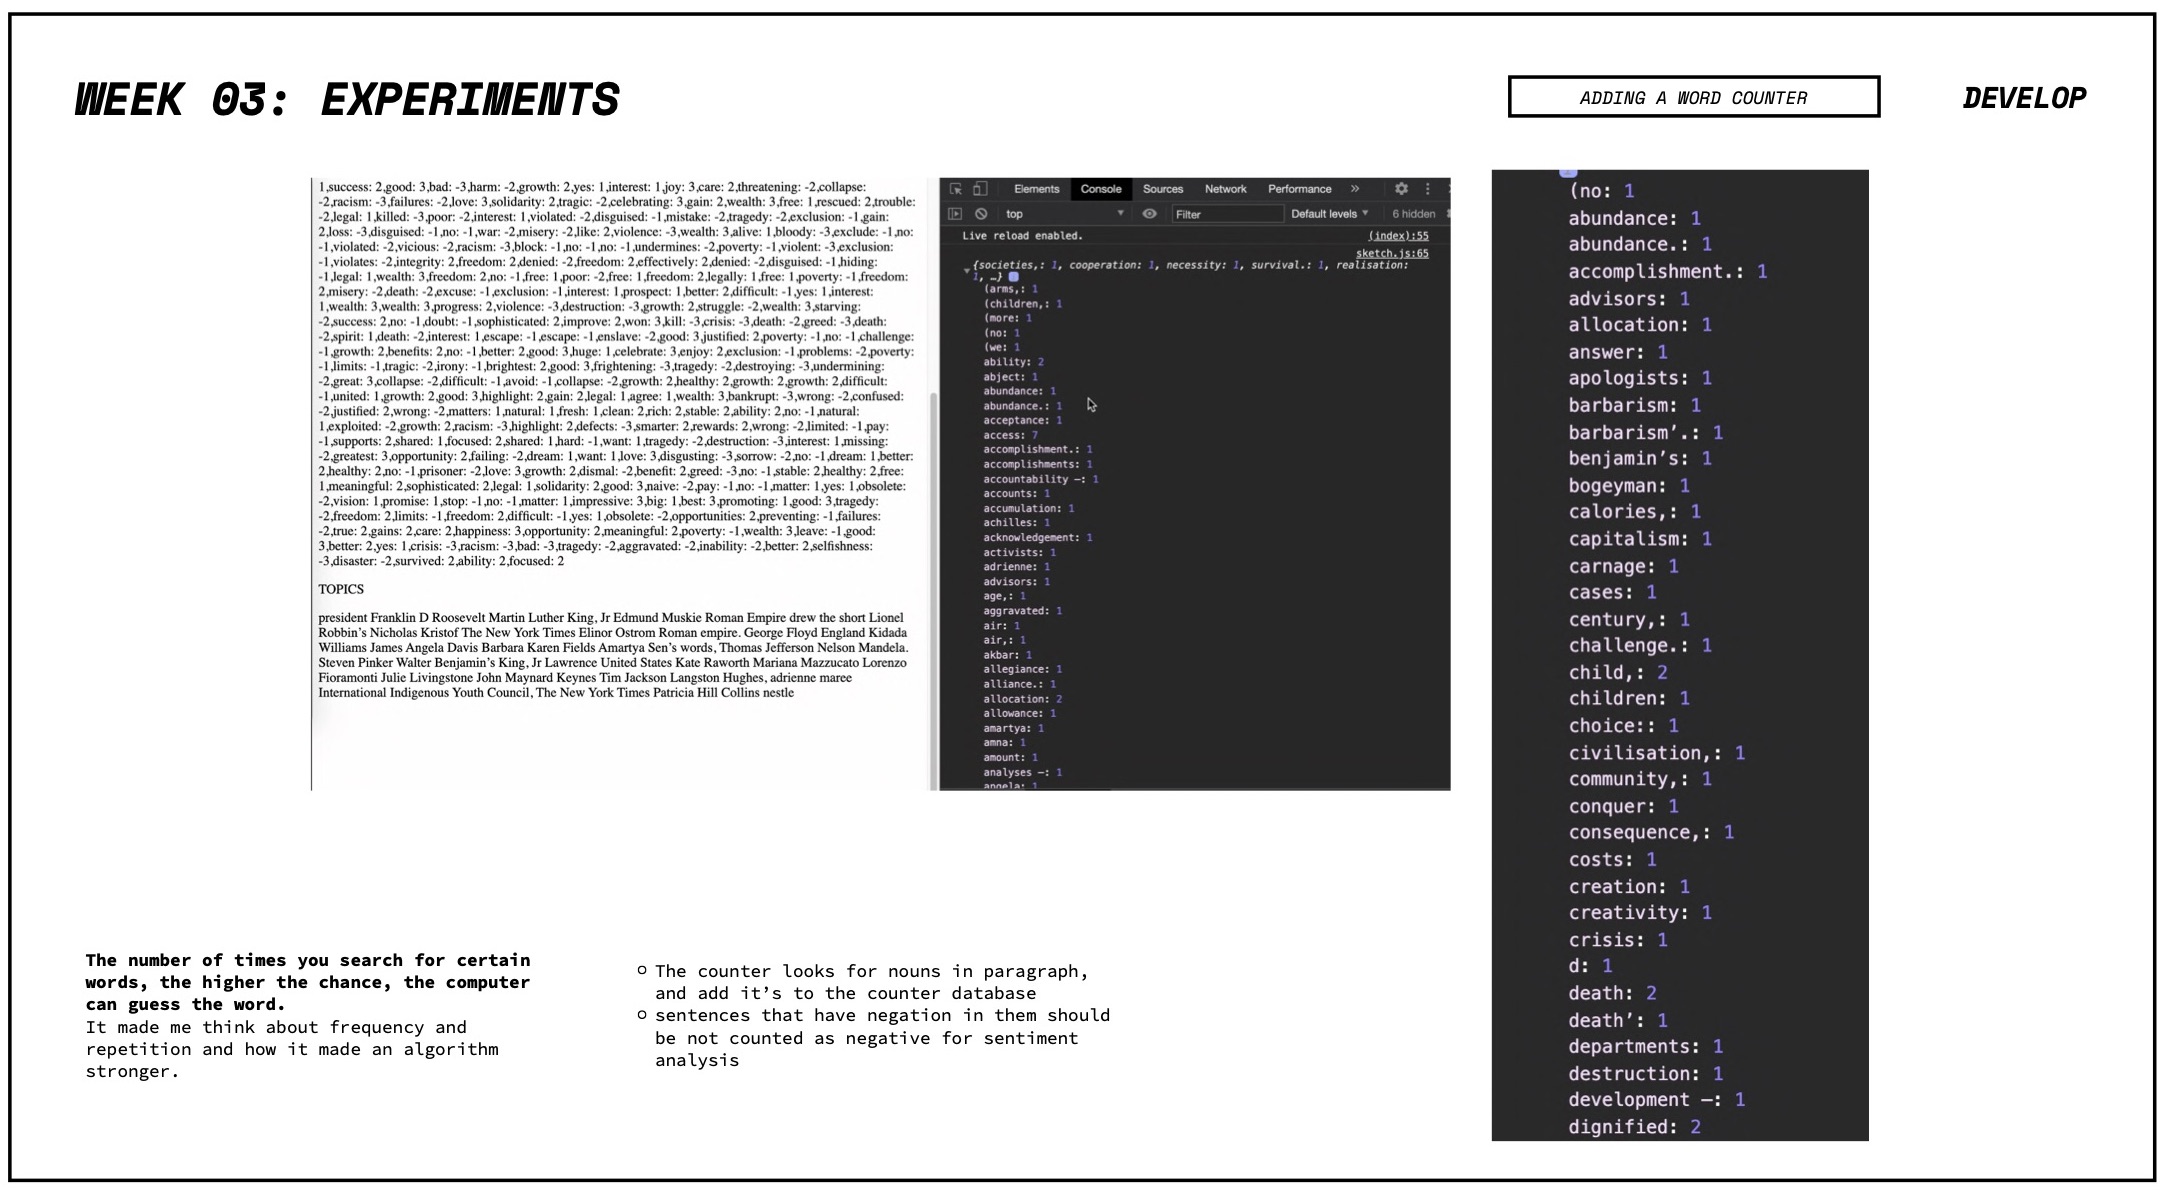 WEEK 03: EXPERIMENTS
ADDING A WORD COUNTER
DEVELOP
1,success: 2,good: 3,bad: -3,harm: -2,growth: 2,yes: 1,interest: 1,joy: 3,care: 2,threatening: -2,collapse:
-2,racism: -3,failures: -2,love: 3,solidarity: 2,tragic: -2,celebrating: 3,gain: 2,wealth: 3,free: 1,rescued: 2,trouble:
-2,legal: 1,killed: -3,poor: -2,interest: 1,violated: -2,disguised: -1,mistake: -2,tragedy: -2,exclusion: -1,gain:
2,loss: -3,disguised: -1,no: -1,war: -2,misery: -2,like: 2,violence: -3,wealth: 3,alive: 1,bloody: -3,exclude: -1,no:
-1,violated: -2,vicious: -2,racism: -3,block: -1,no: -1,no: -1,undermines: -2,poverty: -1,violent: -3,exclusion:
-1,violates: -2,integrity: 2,freedom: 2,denied: -2,freedom: 2,effectively: 2,denied: -2,disguised: -1,hiding:
-1,legal: 1,wealth: 3,freedom: 2,no: -1,free: 1,poor: -2,free: 1,freedom: 2,legally: 1,free: 1,poverty: -1,freedom:
2,misery: -2,death: -2,excuse: -1,exclusion: -1,interest: 1,prospect: 1,better: 2,difficult: -1,yes: 1,interest:
1,wealth: 3,wealth: 3,progress: 2,violence: -3,destruction: -3,growth: 2,struggle: -2,wealth: 3,starving:
-2,success: 2,no: -1,doubt: -1,sophisticated: 2,improve: 2,won: 3,kill: -3,crisis: -3,death: -2,greed: -3,death:
-2,spirit: 1,death: -2,interest: 1,escape: -1,escape: -1,enslave: -2,good: 3,justified: 2,poverty: -1,no: -1,challenge:
-1,growth: 2,benefits: 2,no: -1,better: 2,good: 3,huge: 1,celebrate: 3,enjoy: 2,exclusion: -1,problems: -2,poverty:
-1,limits: -1,tragic: -2,irony: -1,brightest: 2,good: 3,frightening: -3,tragedy: -2,destroying: -3,undermining:
-2,great: 3,collapse: -2,difficult: -1,avoid: -1,collapse: -2,growth: 2,healthy: 2,growth: 2,growth: 2,difficult:
-1,united: 1,growth: 2,good: 3,highlight: 2,gain: 2,legal: 1,agree: 1,wealth: 3,bankrupt: -3,wrong: -2,confused:
-2,justified: 2,wrong: -2,matters: 1,natural: 1,fresh: 1,clean: 2,rich: 2,stable: 2,ability: 2,no: -1,natural:
1,exploited: -2,growth: 2,racism: -3,highlight: 2,defects: -3,smarter: 2,rewards: 2,wrong: -2,limited: -1,pay:
-1,supports: 2,shared: 1,focused: 2,shared: 1,hard: -1,want: 1,tragedy: -2,destruction: -3,interest: 1,missing:
-2,greatest: 3,opportunity: 2,failing: -2,dream: 1,want: 1,love: 3,disgusting: -3,sorrow: -2,no: -1,dream: 1,better:
2,healthy: 2,no: -1,prisoner: -2,love: 3,growth: 2,dismal: -2,benefit: 2,greed: -3,no: -1,stable: 2,healthy: 2,free:
1,meaningful: 2,sophisticated: 2,legal: 1,solidarity: 2,good: 3,naive: -2,pay: -1,no: -1,matter: 1,yes: 1,obsolete:
-2,vision: 1,promise: 1,stop: -1,no: -1,matter: 1,impressive: 3,big: 1,best: 3,promoting: 1,good: 3,tragedy:
-2,freedom: 2,limits: -1,freedom: 2,difficult: -1,yes: 1,obsolete: -2,opportunities: 2,preventing: -1,failures:
-2,true: 2,gains: 2,care: 2,happiness: 3,opportunity: 2,meaningful: 2,poverty: -1,wealth: 3,leave: -1,good:
3,better: 2,yes: 1,crisis: -3,racism: -3,bad: -3,tragedy: -2,aggravated: -2,inability: -2,better: 2,selfishness:
-3,disaster: -2,survived: 2,ability: 2,focused: 2
TOPICS
president Franklin D Roosevelt Martin Luther King, Jr Edmund Muskie Roman Empire drew the short Lionel
Robbin’s Nicholas Kristof The New York Times Elinor Ostrom Roman empire. George Floyd England Kidada
Williams James Angela Davis Barbara Karen Fields Amartya Sen’s words, Thomas Jefferson Nelson Mandela.
Steven Pinker Walter Benjamin’s King, Jr Lawrence United States Kate Raworth Mariana Mazzucato Lorenzo
Fioramonti Julie Livingstone John Maynard Keynes Tim Jackson Langston Hughes, adrienne maree
International Indigenous Youth Council, The New York Times Patricia Hill Collins nestle
Elements Console Sources Network Performance »
top Filter Default levels 6 hidden
Live reload enabled. (index):55
sketch.js:65
{societies,: 1, cooperation: 1, necessity: 1, survival.: 1, realisation:
1, …}
(arms,: 1
(children,: 1
(more: 1
(no: 1
(we: 1
ability: 2
abject: 1
abundance: 1
abundance.: 1
acceptance: 1
access: 7
accomplishment.: 1
accomplishments: 1
accountability –: 1
accounts: 1
accumulation: 1
achilles: 1
acknowledgement: 1
activists: 1
adrienne: 1
advisors: 1
age,: 1
aggravated: 1
air: 1
air,: 1
akbar: 1
allegiance: 1
alliance.: 1
allocation: 2
allowance: 1
amartya: 1
amna: 1
amount: 1
analyses –: 1
angela: 1
(no: 1
abundance: 1
abundance.: 1
accomplishment.: 1
advisors: 1
allocation: 1
answer: 1
apologists: 1
barbarism: 1
barbarism’.: 1
benjamin’s: 1
bogeyman: 1
calories,: 1
capitalism: 1
carnage: 1
cases: 1
century,: 1
challenge.: 1
child,: 2
children: 1
choice:: 1
civilisation,: 1
community,: 1
conquer: 1
consequence,: 1
costs: 1
creation: 1
creativity: 1
crisis: 1
d: 1
death: 2
death’: 1
departments: 1
destruction: 1
development –: 1
dignified: 2
The number of times you search for certain
words, the higher the chance, the computer
can guess the word.
It made me think about frequency and
repetition and how it made an algorithm
stronger.
The counter looks for nouns in paragraph,
and add it’s to the counter database
sentences that have negation in them should
be not counted as negative for sentiment
analysis